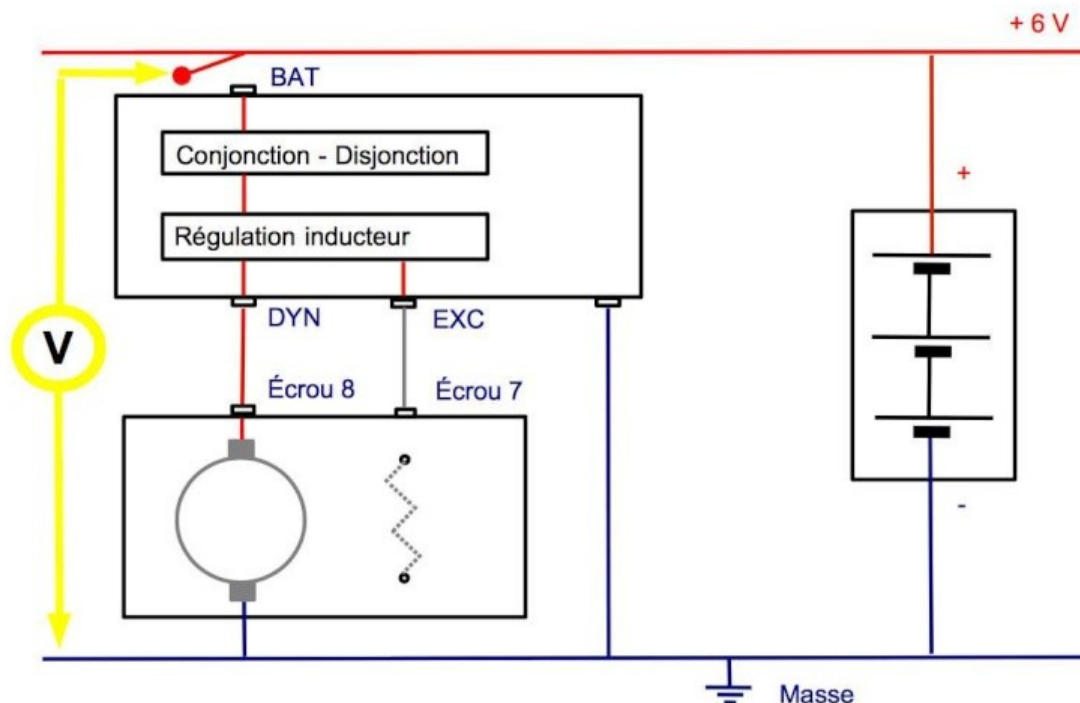 + 6 V
BAT
Conjonction - Disjonction
+
Régulation inducteur
DYN
EXC
V
Écrou 8
Écrou 7
-
Masse